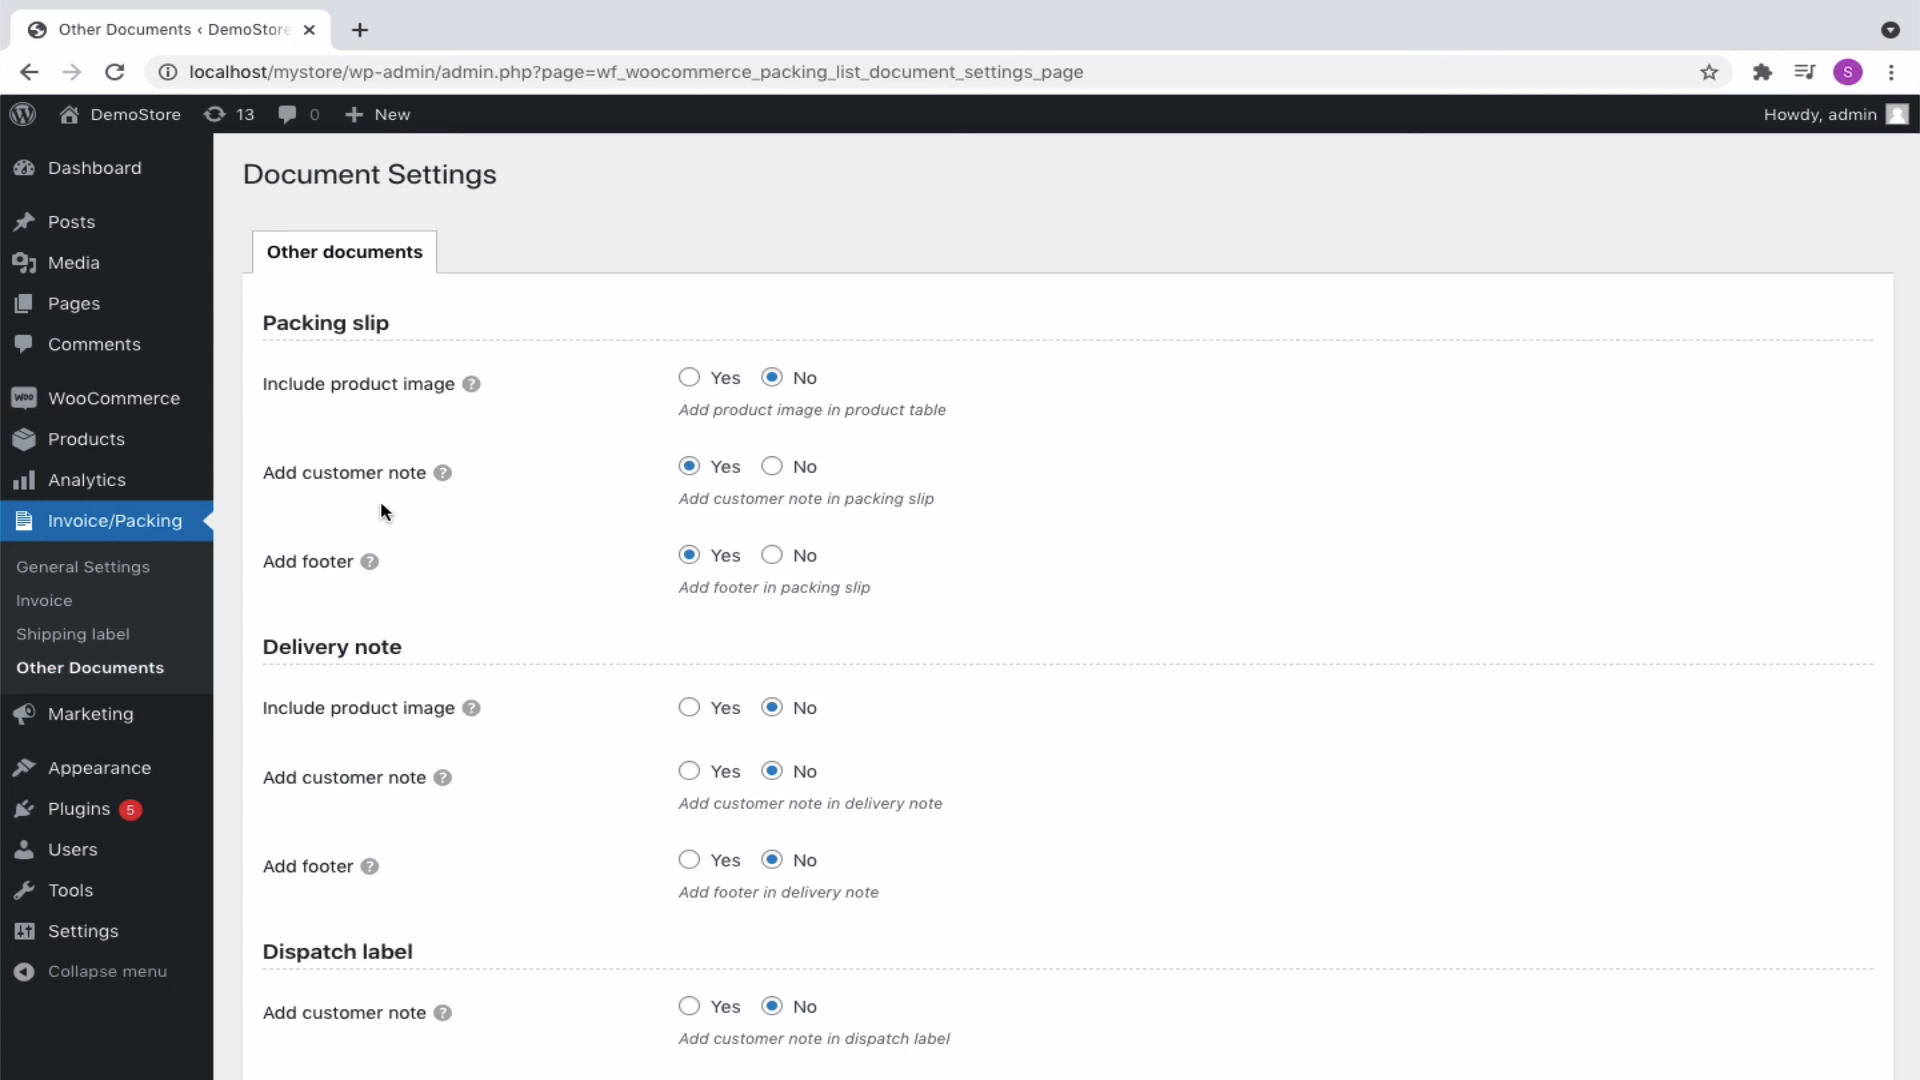 Other Documents ‹ DemoStore
localhost/mystore/wp-admin/admin.php?page=wf_woocommerce_packing_list_document_settings_page
S
DemoStore 13 0 New
Howdy, admin
Dashboard
Posts
Media
Pages
Comments
Woo WooCommerce
Products
Analytics
Invoice/Packing
General Settings
Invoice
Shipping label
Other Documents
Marketing
Appearance
Plugins 5
Users
Tools
Settings
Collapse menu
Document Settings
Other documents
Packing slip
Include product image ? Yes No
Add product image in product table
Add customer note ? Yes No
Add customer note in packing slip
Add footer ? Yes No
Add footer in packing slip
Delivery note
Include product image ? Yes No
Add customer note ? Yes No
Add customer note in delivery note
Add footer ? Yes No
Add footer in delivery note
Dispatch label
Add customer note ? Yes No
Add customer note in dispatch label